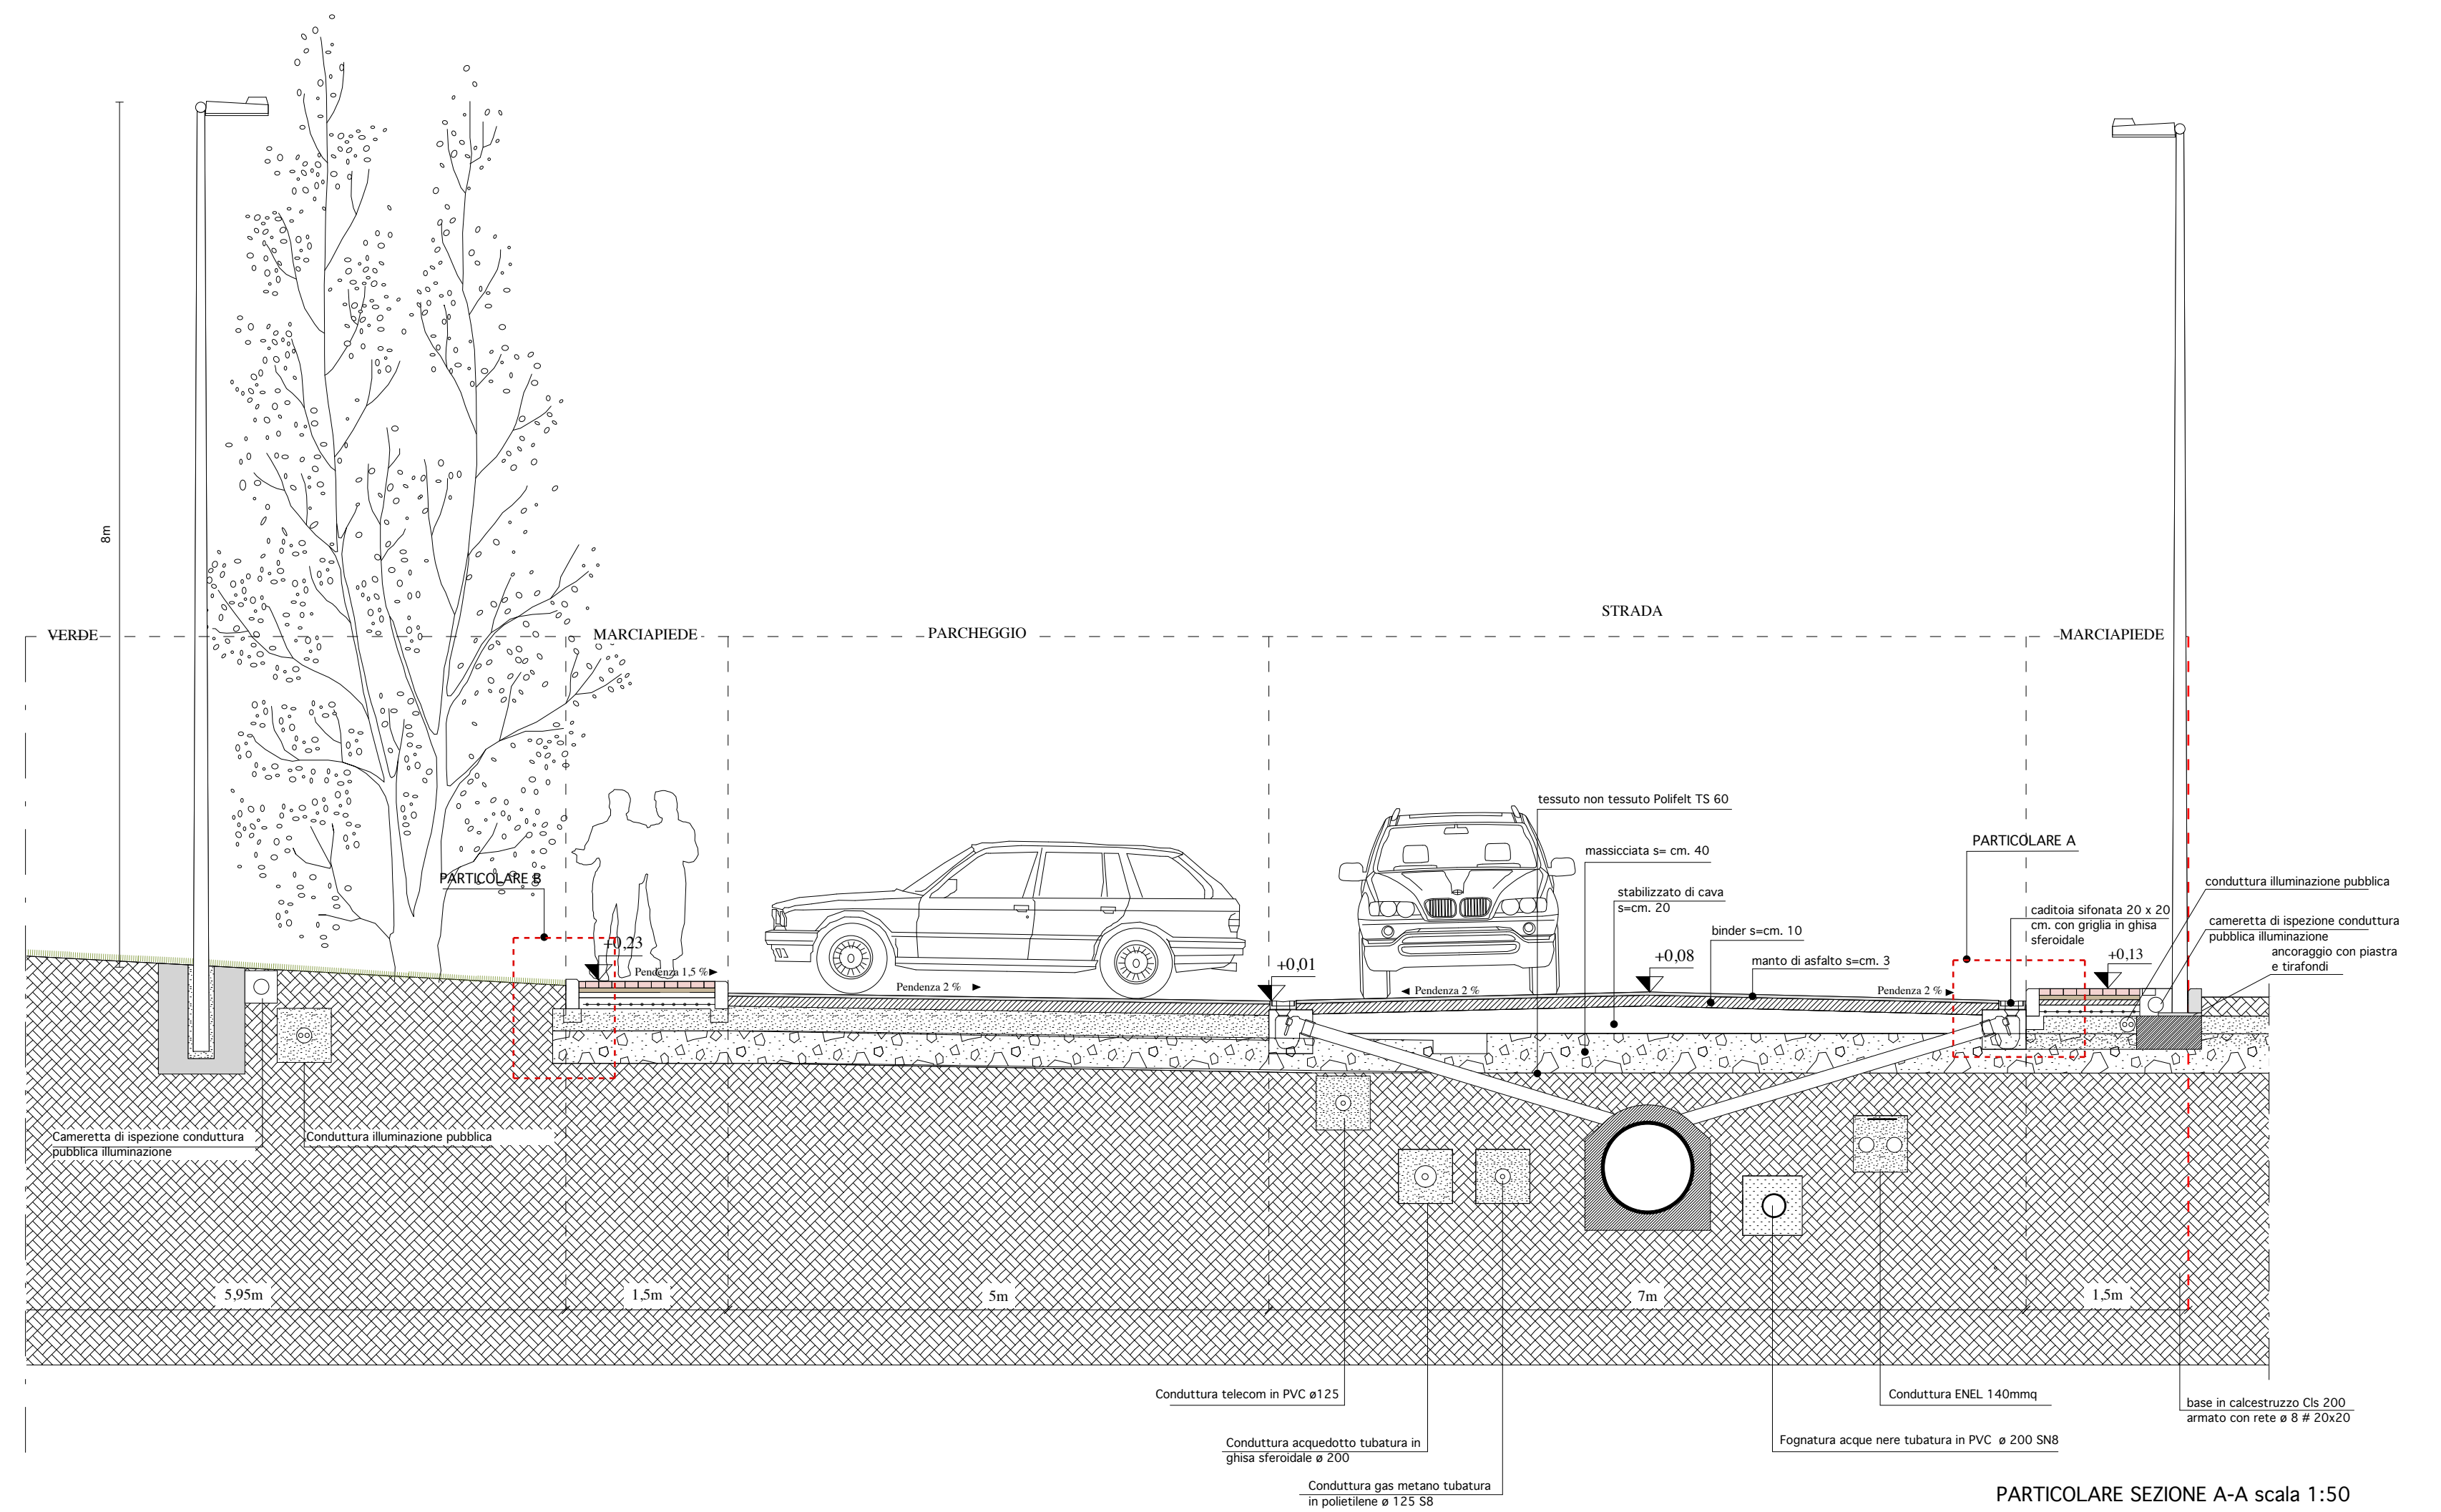 8m
STRADA
VERDE
MARCIAPIEDE
PARCHEGGIO
MARCIAPIEDE
tessuto non tessuto Polifelt TS 60
massicciata s= cm. 40
stabilizzato di cava
s=cm. 20
binder s=cm. 10
manto di asfalto s=cm. 3
PARTICOLARE A
caditoia sifonata 20 x 20
cm. con griglia in ghisa
sferoidale
conduttura illuminazione pubblica
cameretta di ispezione conduttura
pubblica illuminazione
ancoraggio con piastra
e tirafondi
PARTICOLARE B
+0,23
Pendenza 1,5 %
Pendenza 2 %
+0,01
Pendenza 2 %
+0,08
Pendenza 2 %
+0,13
Cameretta di ispezione conduttura
pubblica illuminazione
Conduttura illuminazione pubblica
5,95m
1,5m
5m
7m
1,5m
Conduttura telecom in PVC ø125
Conduttura acquedotto tubatura in
ghisa sferoidale ø 200
Conduttura gas metano tubatura
in polietilene ø 125 S8
Conduttura ENEL 140mmq
Fognatura acque nere tubatura in PVC ø 200 SN8
base in calcestruzzo Cls 200
armato con rete ø 8 # 20x20
PARTICOLARE SEZIONE A-A scala 1:50